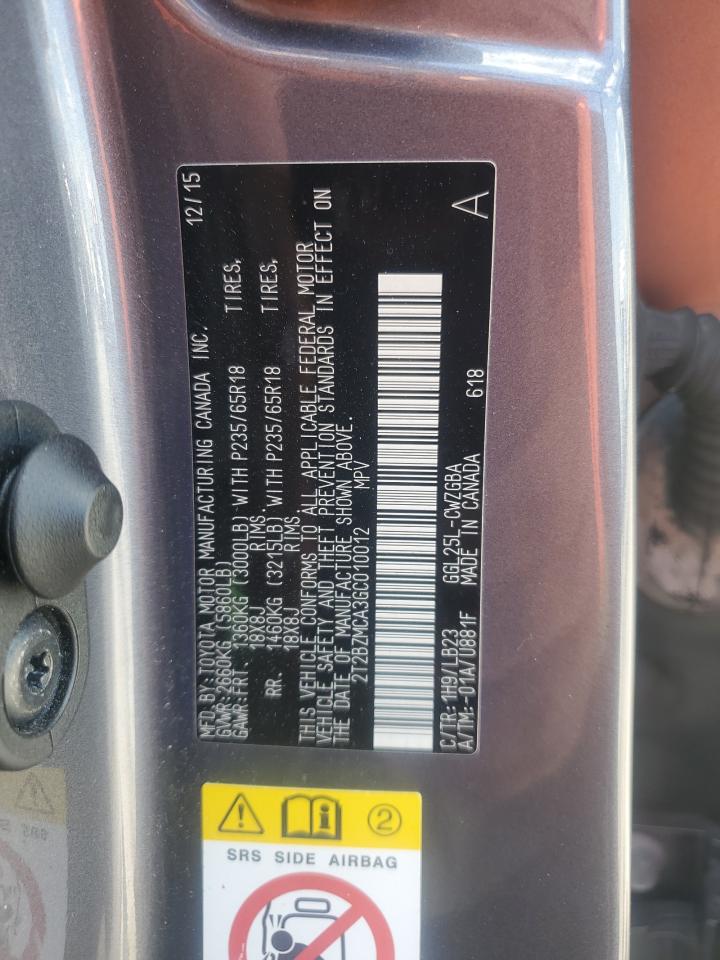 MFD.BY:TOYOTA MOTOR MANUFACTURING CANADA INC. 12/15
GVWR:2660KG (5860LB)
GAWR:FRT. 1360KG (3000LB) WITH P235/65R18 TIRES,
18X8J RIMS.
RR. 1460KG (3215LB) WITH P235/65R18 TIRES,
18X8J RIMS.
THIS VEHICLE CONFORMS TO ALL APPLICABLE FEDERAL MOTOR
VEHICLE SAFETY AND THEFT PREVENTION STANDARDS IN EFFECT ON
THE DATE OF MANUFACTURE SHOWN ABOVE.
2T2BZMCA3GC010012 MPV
C/TR:1H9/LB23 GGL25L-CWZGBA 618 A
A/TM:-01A/U881F MADE IN CANADA
2
SRS SIDE AIRBAG